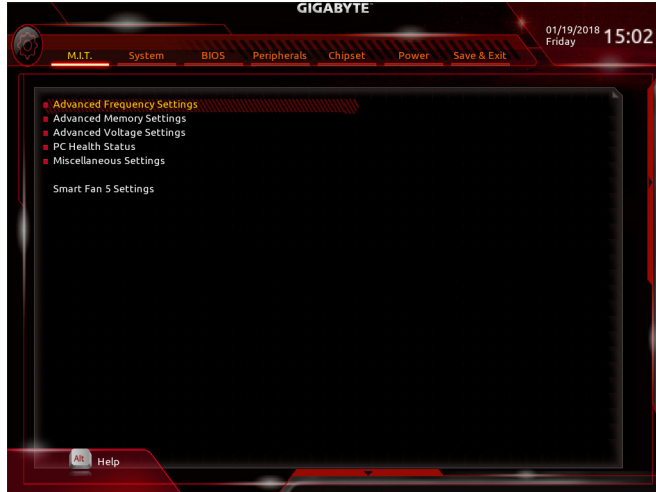 GIGABYTE
01/19/2018 15:02
Friday
M.I.T. System BIOS Peripherals Chipset Power Save & Exit
Advanced Frequency Settings
Advanced Memory Settings
Advanced Voltage Settings
PC Health Status
Miscellaneous Settings
Smart Fan 5 Settings
Alt Help